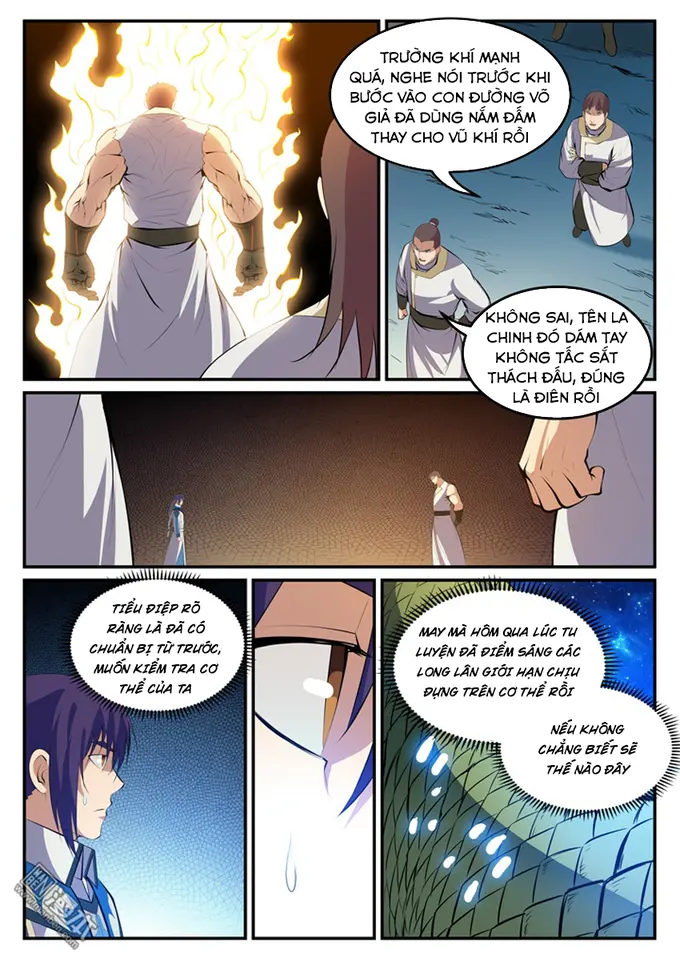 TRƯỜNG KHÍ MẠNH
QUÁ, NGHE NÓI TRƯỚC KHI
BƯỚC VÀO CON ĐƯỜNG VÕ
GIẢ ĐÃ DÙNG NẮM ĐẤM
THAY CHO VŨ KHÍ RỒI
KHÔNG SAI, TÊN LA
CHINH ĐÓ DÁM TAY
KHÔNG TẤC SẮT
THÁCH ĐẤU, ĐÚNG
LÀ ĐIÊN RỒI
TIỂU ĐIỆP RÕ
RÀNG LÀ ĐÃ CÓ
CHUẨN BỊ TỪ TRƯỚC,
MUỐN KIỂM TRA CƠ
THỂ CỦA TA
MAY MÀ HÔM QUA LÚC TU
LUYỆN ĐÃ ĐIỂM SÁNG CÁC
LONG LÂN GIỚI HẠN CHỊU
ĐỰNG TRÊN CƠ THỂ RỒI
NẾU KHÔNG
CHẲNG BIẾT SẼ
THẾ NÀO ĐÂY